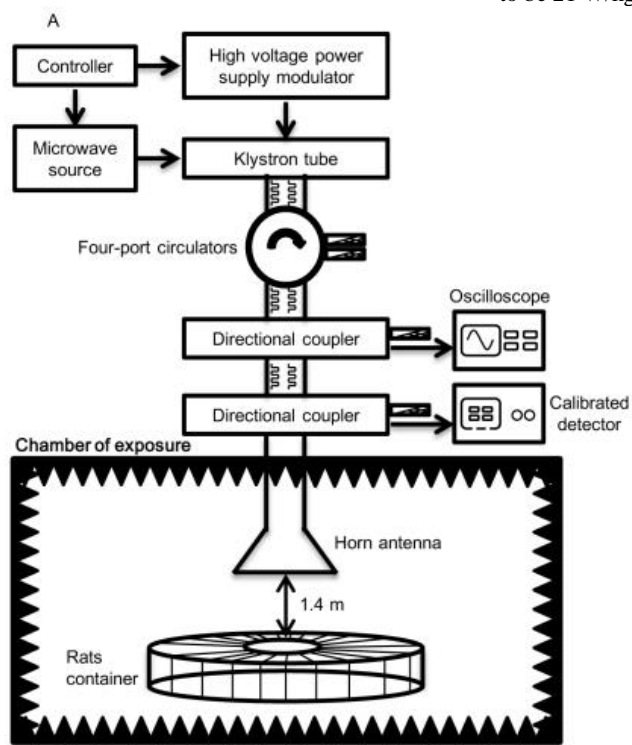 A
Controller
High voltage power
supply modulator
Microwave
source
Klystron tube
Four-port circulators
Oscilloscope
Directional coupler
Directional coupler
Calibrated
detector
Chamber of exposure
Horn antenna
1.4 m
Rats
container